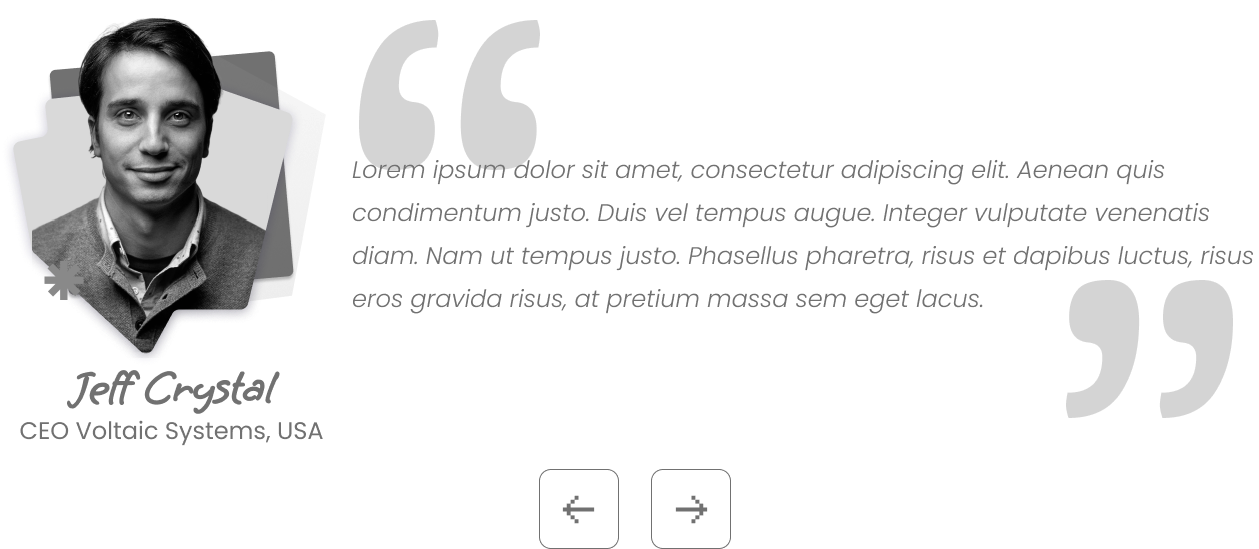 “
Lorem ipsum dolor sit amet, consectetur adipiscing elit. Aenean quis
condimentum justo. Duis vel tempus augue. Integer vulputate venenatis
diam. Nam ut tempus justo. Phasellus pharetra, risus et dapibus luctus, risus
eros gravida risus, at pretium massa sem eget lacus.
”
Jeff Crystal
CEO Voltaic Systems, USA